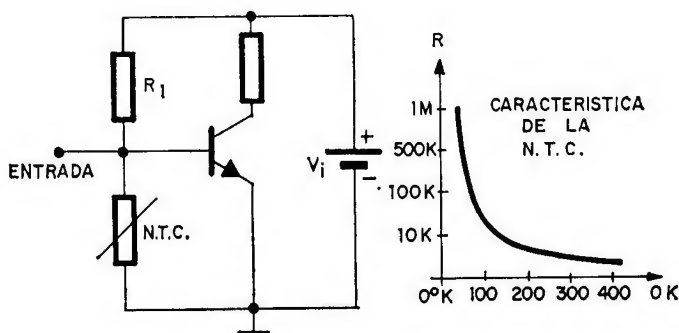 R1
ENTRADA
N.T.C.
Vi
+
-
R
1M
500K
100K
10K
0°K
100
200
300
400
0K
CARACTERISTICA
DE LA
N.T.C.